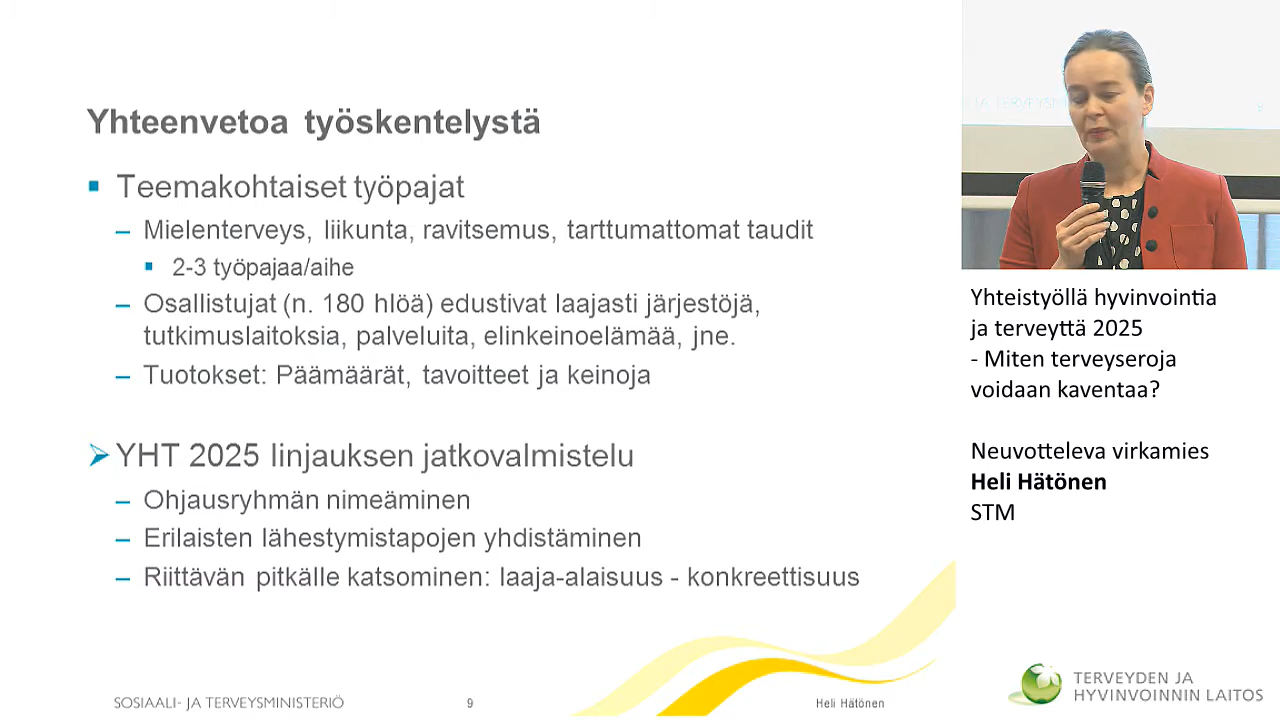 Yhteenvetoa työskentelystä
Teemakohtaiset työpajat
– Mielenterveys, liikunta, ravitsemus, tarttumattomat taudit
2-3 työpajaa/aihe
– Osallistujat (n. 180 hlöä) edustivat laajasti järjestöjä,
tutkimuslaitoksia, palveluita, elinkeinoelämää, jne.
– Tuotokset: Päämäärät, tavoitteet ja keinoja
YHT 2025 linjauksen jatkovalmistelu
– Ohjausryhmän nimeäminen
– Erilaisten lähestymistapojen yhdistäminen
– Riittävän pitkälle katsominen: laaja-alaisuus - konkreettisuus
SOSIAALI- JA TERVEYSMINISTERIÖ
9
Heli Hätönen
Yhteistyöllä hyvinvointia
ja terveyttä 2025
- Miten terveyseroja
voidaan kaventaa?
Neuvotteleva virkamies
Heli Hätönen
STM
TERVEYDEN JA
HYVINVOINNIN LAITOS